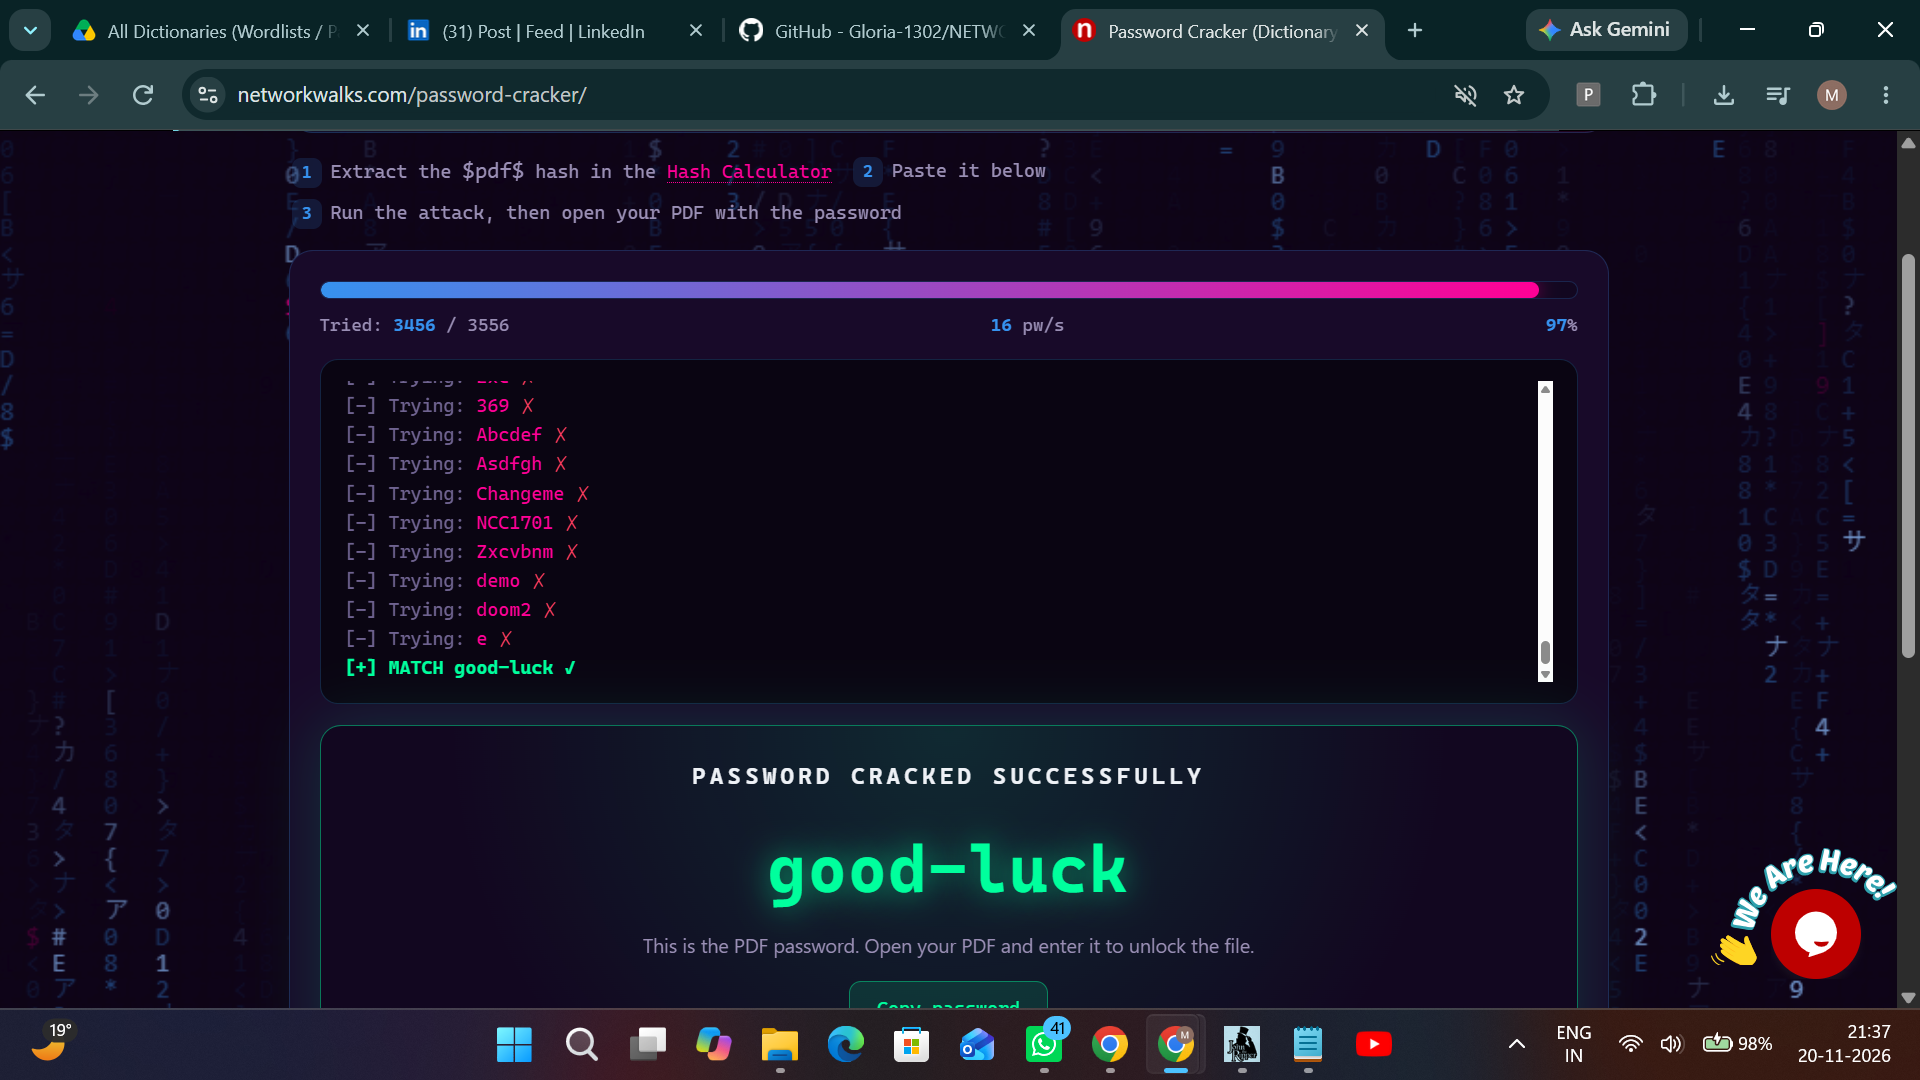 All Dictionaries (Wordlists / P
(31) Post | Feed | LinkedIn
GitHub - Gloria-1302/NETWO
Password Cracker (Dictionary
Ask Gemini
networkwalks.com/password-cracker/
P
M
1 Extract the $pdf$ hash in the Hash Calculator 2 Paste it below
3 Run the attack, then open your PDF with the password
Tried: 3456 / 3556
16 pw/s
97%
[-] Trying: 369 ✗
[-] Trying: Abcdef ✗
[-] Trying: Asdfgh ✗
[-] Trying: Changeme ✗
[-] Trying: NCC1701 ✗
[-] Trying: Zxcvbnm ✗
[-] Trying: demo ✗
[-] Trying: doom2 ✗
[-] Trying: e ✗
[+] MATCH good-luck ✓
PASSWORD CRACKED SUCCESSFULLY
good-luck
This is the PDF password. Open your PDF and enter it to unlock the file.
Copy password
We Are Here!
19°
41
ENG
IN
98%
21:37
20-11-2026